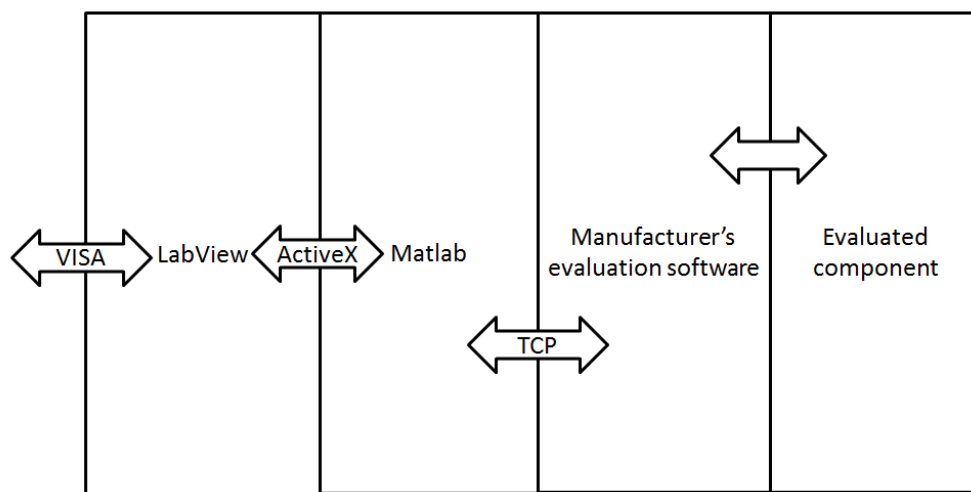 VISA
LabView
ActiveX
Matlab
TCP
Manufacturer's
evaluation software
Evaluated
component